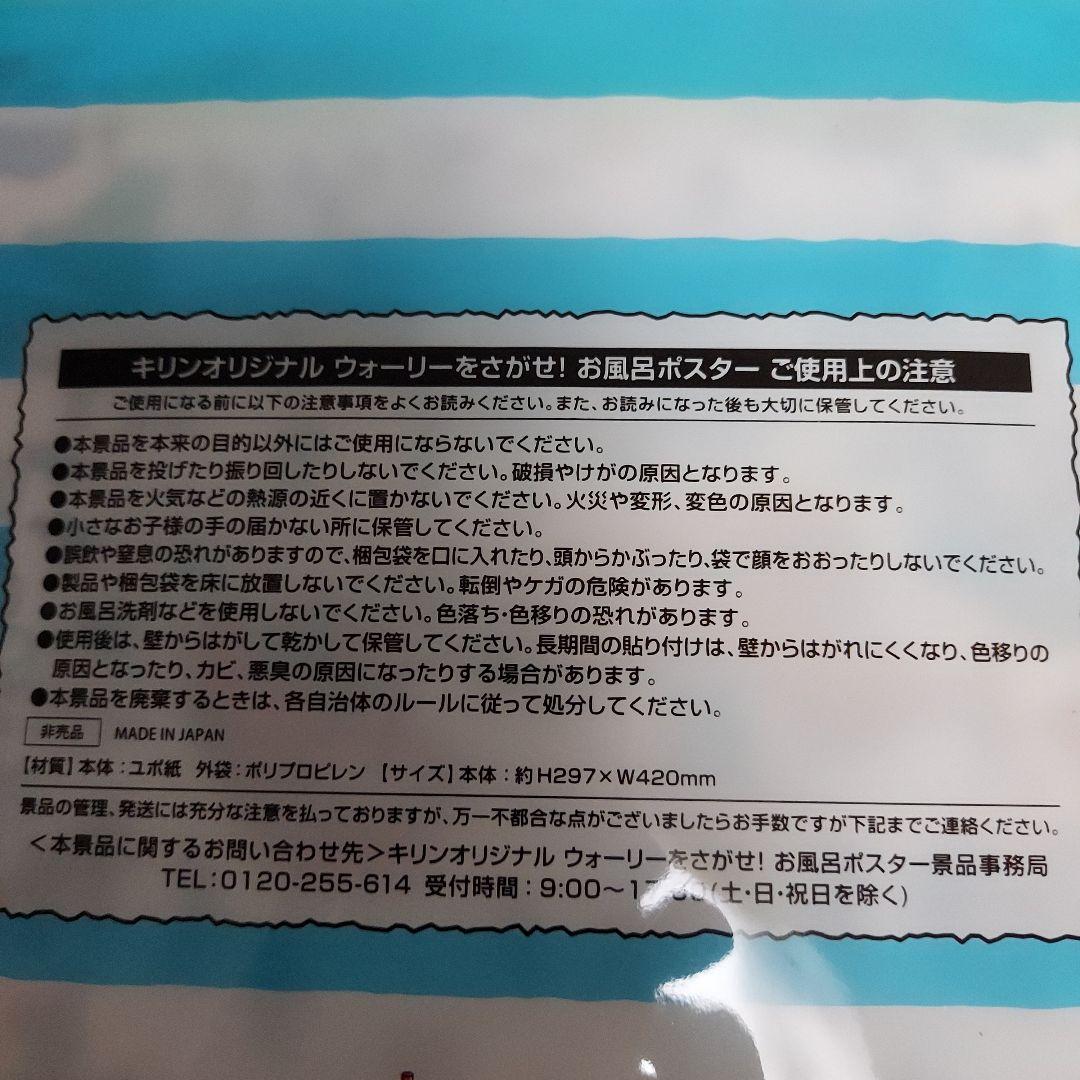 キリンオリジナル ウォーリーをさがせ! お風呂ポスター ご使用上の注意
ご使用になる前に以下の注意事項をよくお読みください。また、お読みになった後も大切に保管してください。
●本景品を本来の目的以外にはご使用にならないでください。
●本景品を投げたり振り回したりしないでください。破損やけがの原因となります。
●本景品を火気などの熱源の近くに置かないでください。火災や変形、変色の原因となります。
●小さなお子様の手の届かない所に保管してください。
●誤飲や窒息の恐れがありますので、梱包袋を口に入れたり、頭からかぶったり、袋で顔をおおったりしないでください。
●製品や梱包袋を床に放置しないでください。転倒やケガの危険があります。
●お風呂洗剤などを使用しないでください。色落ち・色移りの恐れがあります。
●使用後は、壁からはがして乾かして保管してください。長期間の貼り付けは、壁からはがれにくくなり、色移りの
原因となったり、カビ、悪臭の原因になったりする場合があります。
●本景品を廃棄するときは、各自治体のルールに従って処分してください。
非売品 MADE IN JAPAN
【材質】本体:ユポ紙 外袋:ポリプロピレン 【サイズ】本体:約H297×W420mm
景品の管理、発送には充分な注意を払っておりますが、万一不都合な点がございましたらお手数ですが下記までご連絡ください。
<本景品に関するお問い合わせ先>キリンオリジナル ウォーリーをさがせ! お風呂ポスター景品事務局
TEL:0120-255-614 受付時間:9:00〜 (土・日・祝日を除く)